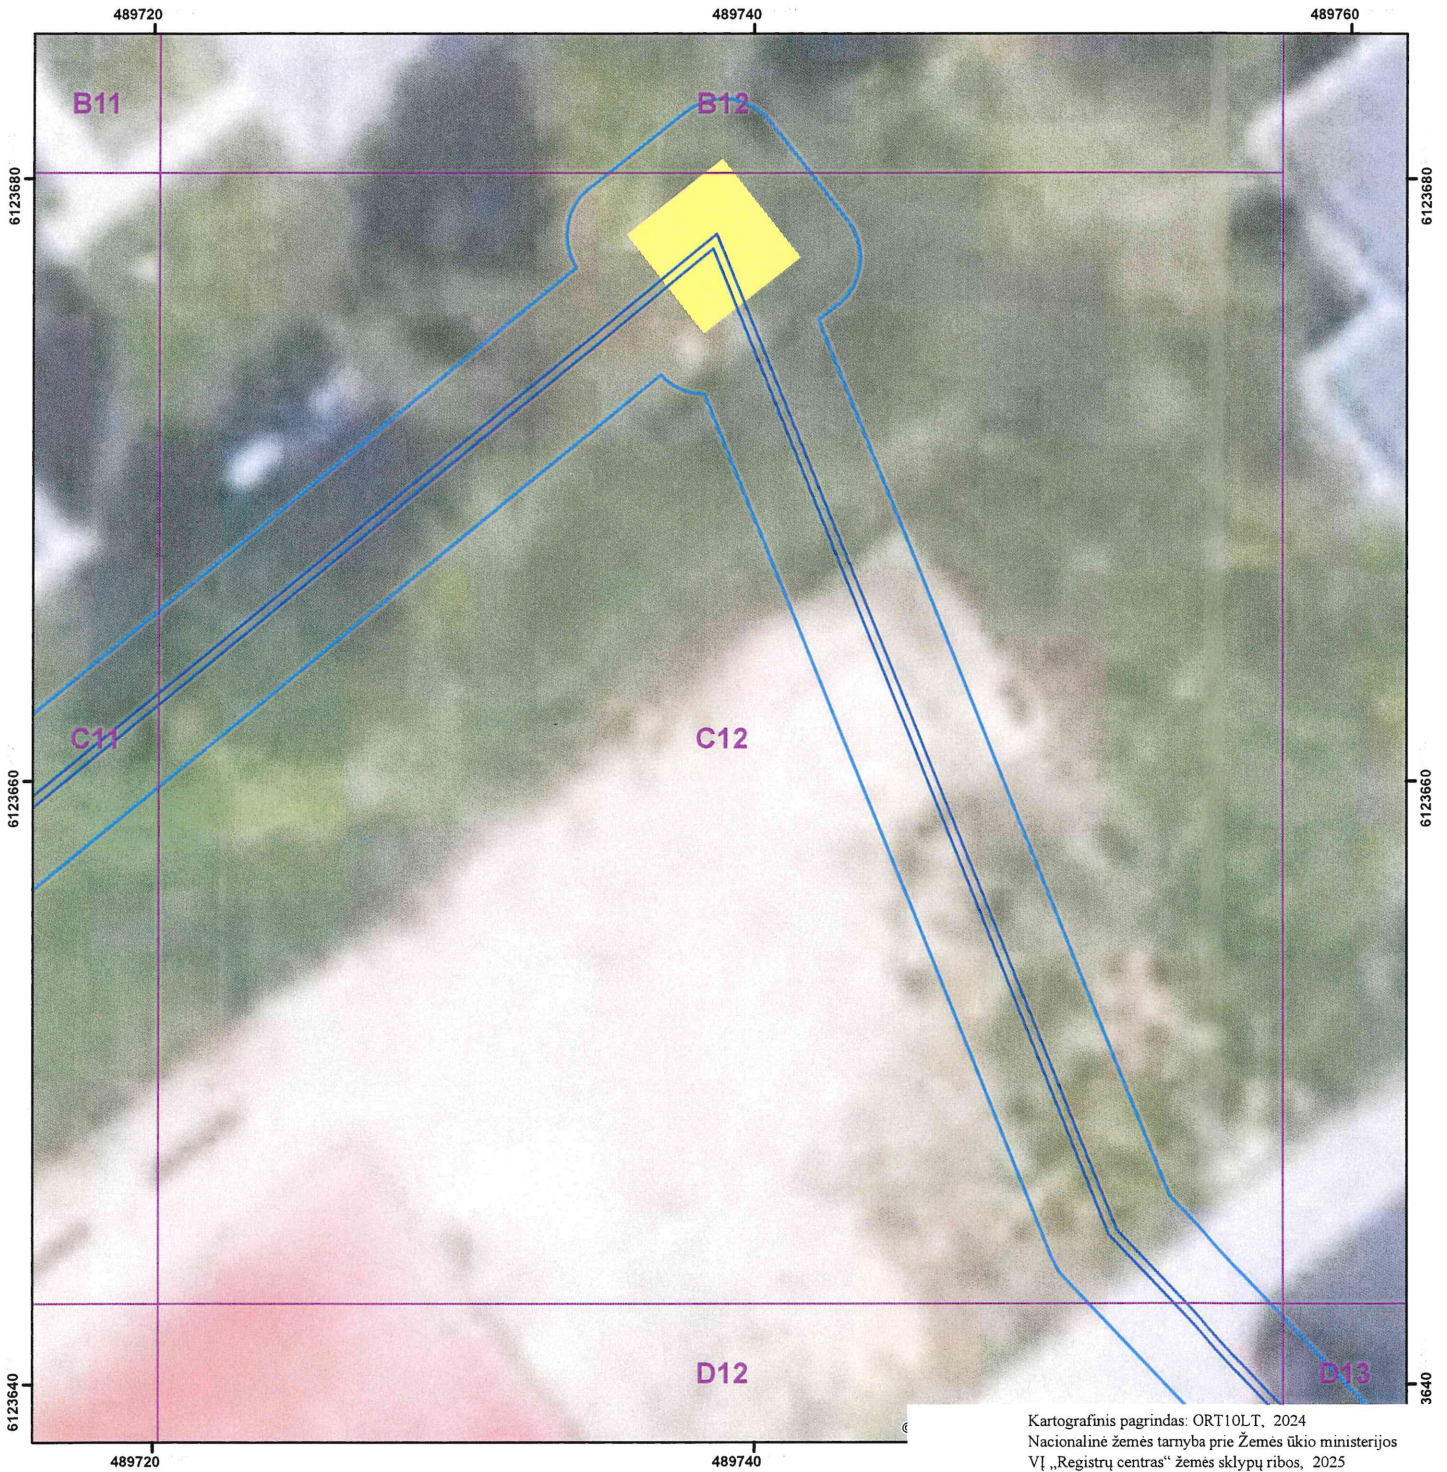 489720 489740 489760
B11 B12
6123680 6123680
C11 C12
6123660 6123660
D12 D13
6123640 3640
©
Kartografinis pagrindas: ORT10LT, 2024
Nacionalinė žemės tarnyba prie Žemės ūkio ministerijos
VĮ „Registrų centras“ žemės sklypų ribos, 2025
489720 489740